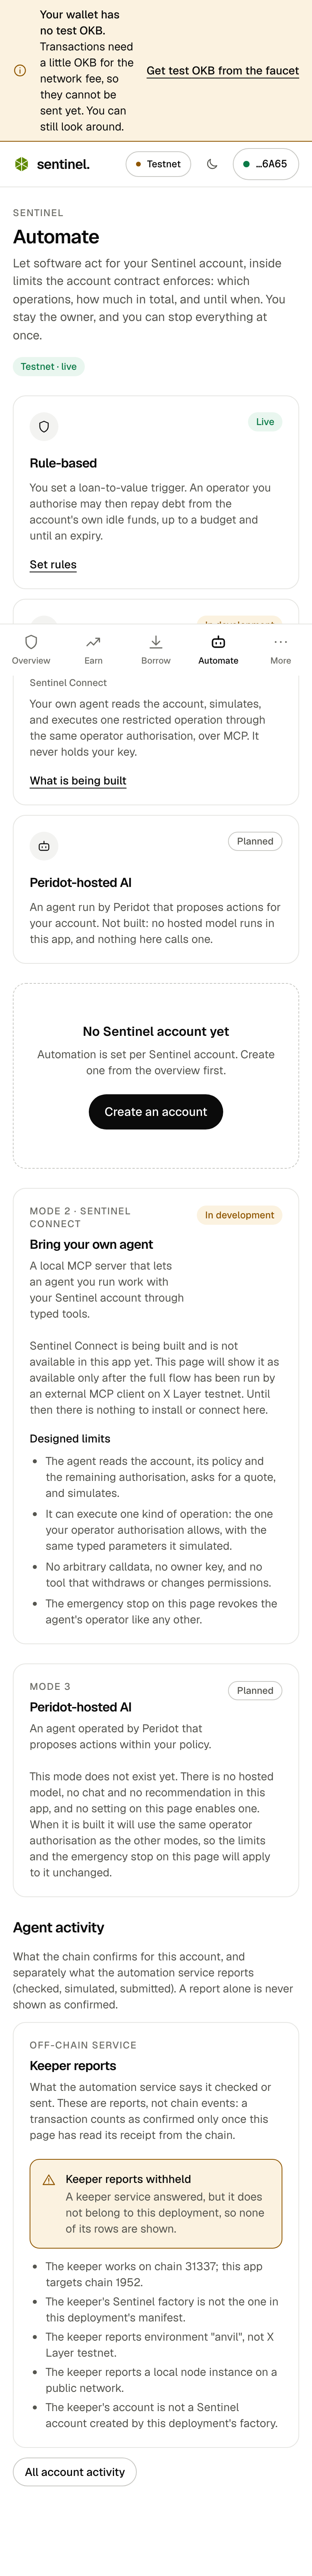 Your wallet has
no test OKB.
Transactions need
a little OKB for the
network fee, so
they cannot be
sent yet. You can
still look around.
Get test OKB from the faucet
sentinel.
Testnet
…6A65
SENTINEL
Automate
Let software act for your Sentinel account, inside
limits the account contract enforces: which
operations, how much in total, and until when. You
stay the owner, and you can stop everything at
once.
Testnet · live
Live
Rule-based
You set a loan-to-value trigger. An operator you
authorise may then repay debt from the
account's own idle funds, up to a budget and
until an expiry.
Set rules
Overview
Earn
Borrow
Automate
More
Sentinel Connect
Your own agent reads the account, simulates,
and executes one restricted operation through
the same operator authorisation, over MCP. It
never holds your key.
What is being built
Planned
Peridot-hosted AI
An agent run by Peridot that proposes actions for
your account. Not built: no hosted model runs in
this app, and nothing here calls one.
No Sentinel account yet
Automation is set per Sentinel account. Create
one from the overview first.
Create an account
MODE 2 · SENTINEL
CONNECT
In development
Bring your own agent
A local MCP server that lets
an agent you run work with
your Sentinel account through
typed tools.
Sentinel Connect is being built and is not
available in this app yet. This page will show it as
available only after the full flow has been run by
an external MCP client on X Layer testnet. Until
then there is nothing to install or connect here.
Designed limits
• The agent reads the account, its policy and
the remaining authorisation, asks for a quote,
and simulates.
• It can execute one kind of operation: the one
your operator authorisation allows, with the
same typed parameters it simulated.
• No arbitrary calldata, no owner key, and no
tool that withdraws or changes permissions.
• The emergency stop on this page revokes the
agent's operator like any other.
MODE 3
Planned
Peridot-hosted AI
An agent operated by Peridot that
proposes actions within your policy.
This mode does not exist yet. There is no hosted
model, no chat and no recommendation in this
app, and no setting on this page enables one.
When it is built it will use the same operator
authorisation as the other modes, so the limits
and the emergency stop on this page will apply
to it unchanged.
Agent activity
What the chain confirms for this account, and
separately what the automation service reports
(checked, simulated, submitted). A report alone is never
shown as confirmed.
OFF-CHAIN SERVICE
Keeper reports
What the automation service says it checked or
sent. These are reports, not chain events: a
transaction counts as confirmed only once this
page has read its receipt from the chain.
Keeper reports withheld
A keeper service answered, but it does
not belong to this deployment, so none
of its rows are shown.
• The keeper works on chain 31337; this app
targets chain 1952.
• The keeper's Sentinel factory is not the one in
this deployment's manifest.
• The keeper reports environment "anvil", not X
Layer testnet.
• The keeper reports a local node instance on a
public network.
• The keeper's account is not a Sentinel
account created by this deployment's factory.
All account activity